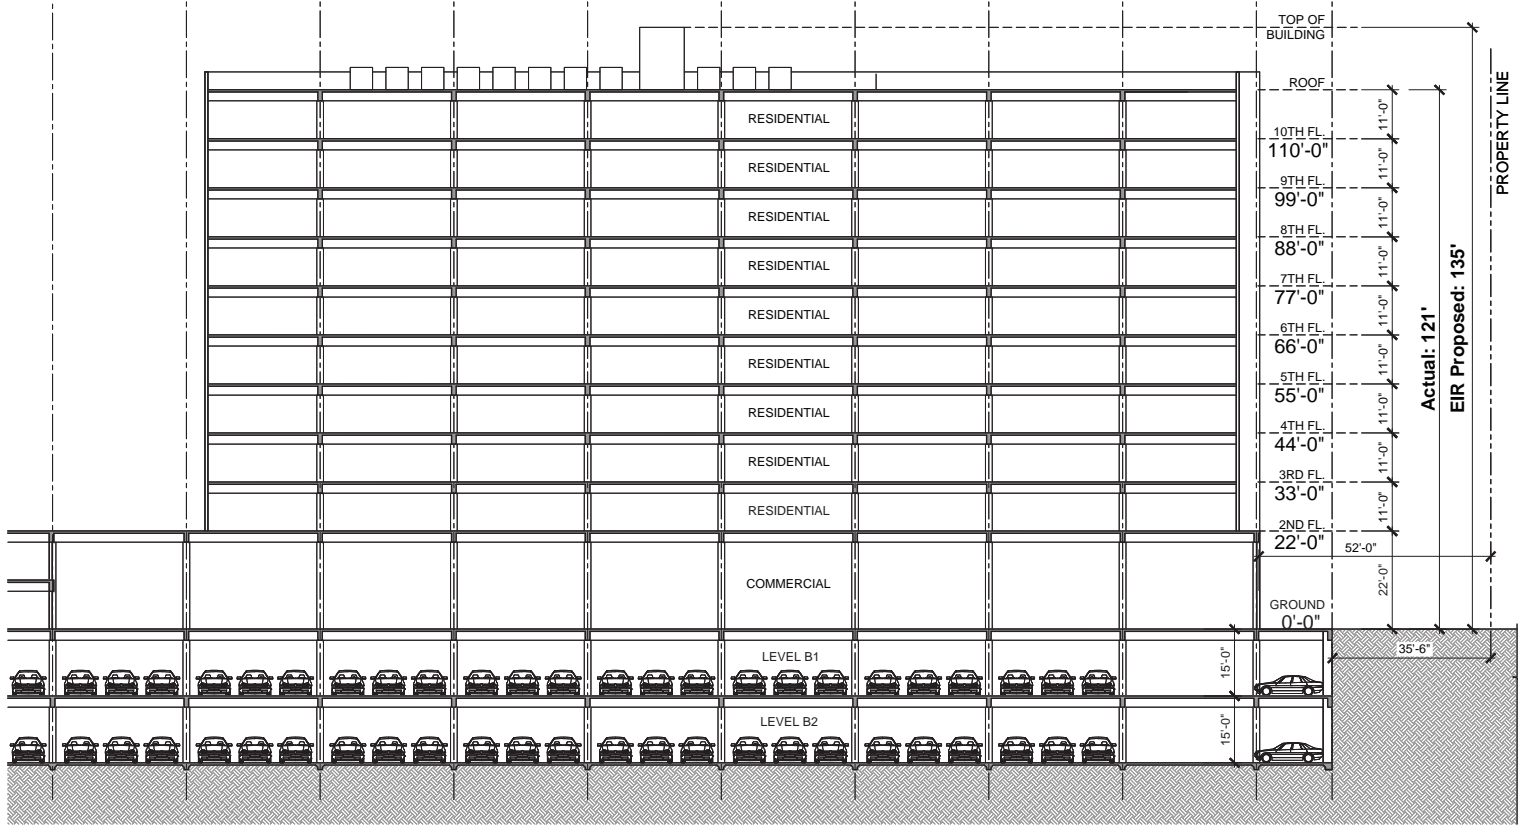 TOP OF
BUILDING
ROOF
11'-0"
RESIDENTIAL
10TH FL.
110'-0"
11'-0"
RESIDENTIAL
9TH FL.
99'-0"
11'-0"
RESIDENTIAL
8TH FL.
88'-0"
11'-0"
RESIDENTIAL
7TH FL.
77'-0"
11'-0"
RESIDENTIAL
6TH FL.
66'-0"
11'-0"
RESIDENTIAL
5TH FL.
55'-0"
11'-0"
RESIDENTIAL
4TH FL.
44'-0"
11'-0"
RESIDENTIAL
3RD FL.
33'-0"
11'-0"
RESIDENTIAL
2ND FL.
22'-0"
52'-0"
22'-0"
COMMERCIAL
GROUND
0'-0"
Actual: 121'
EIR Proposed: 135'
PROPERTY LINE
35'-6"
LEVEL B1
15'-0"
LEVEL B2
15'-0"